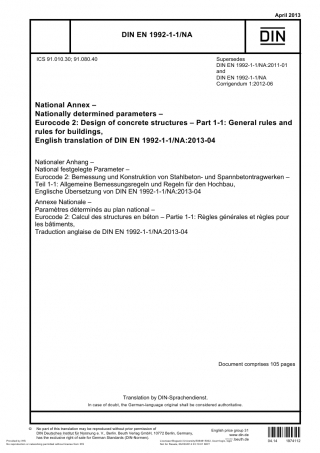 April 2013
DIN EN 1992-1-1/NA
DIN
ICS 91.010.30; 91.080.40
Supersedes
DIN EN 1992-1-1/NA:2011-01
and
DIN EN 1992-1-1/NA
Corrigendum 1:2012-06
National Annex –
Nationally determined parameters –
Eurocode 2: Design of concrete structures – Part 1-1: General rules and
rules for buildings,
English translation of DIN EN 1992-1-1/NA:2013-04
Nationaler Anhang –
National festgelegte Parameter –
Eurocode 2: Bemessung und Konstruktion von Stahlbeton- und Spannbetontragwerken –
Teil 1-1: Allgemeine Bemessungsregeln und Regeln für den Hochbau,
Englische Übersetzung von DIN EN 1992-1-1/NA:2013-04
Annexe Nationale –
Paramètres déterminés au plan national –
Eurocode 2: Calcul des structures en béton – Partie 1-1: Règles générales et règles pour
les bâtiments,
Traduction anglaise de DIN EN 1992-1-1/NA:2013-04
Document comprises 105 pages
Translation by DIN-Sprachendienst.
In case of doubt, the German-language original shall be considered authoritative.
© No part of this translation may be reproduced without prior permission of
DIN Deutsches Institut für Normung e. V., Berlin. Beuth Verlag GmbH, 10772 Berlin, Germany,
has the exclusive right of sale for German Standards (DIN-Normen).
English price group 31
www.din.de
www.beuth.de